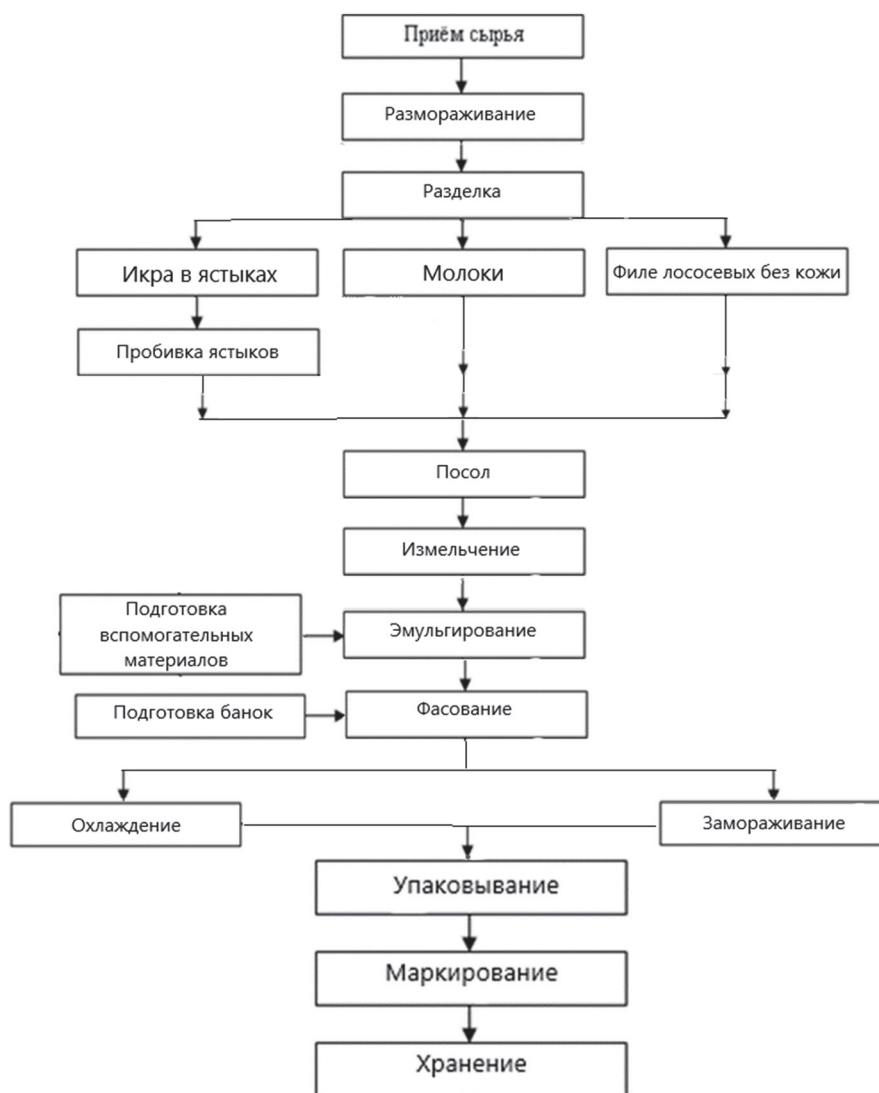 Приём сырья
Размораживание
Разделка
Икра в ястыках
Молоки
Филе лососевых без кожи
Пробивка ястыков
Посол
Измельчение
Подготовка
вспомогательных
материалов
Эмульгирование
Подготовка банок
Фасование
Охлаждение
Замораживание
Упаковывание
Маркирование
Хранение